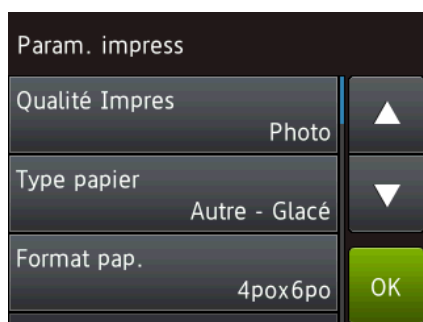 Param. impress
Qualité Impres
Photo
Type papier
Autre - Glacé
Format pap.
4pox6po
OK